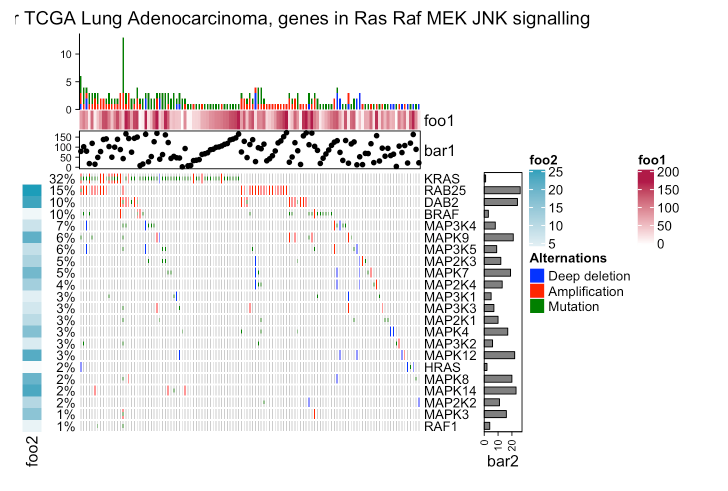 r TCGA Lung Adenocarcinoma, genes in Ras Raf MEK JNK signalling
10
5
0
foo1
150
100
50
0
bar1
32% KRAS
15% RAB25
10% DAB2
10% BRAF
7% MAP3K4
6% MAPK9
6% MAP3K5
5% MAP2K3
5% MAPK7
4% MAP2K4
3% MAP3K1
3% MAP3K3
3% MAP2K1
3% MAPK4
3% MAP3K2
3% MAPK12
2% HRAS
2% MAPK8
2% MAPK14
2% MAP2K2
1% MAPK3
1% RAF1
foo2
0 10 20
bar2
foo2
25
20
15
10
5
foo1
200
150
100
50
0
Alternations
Deep deletion
Amplification
Mutation